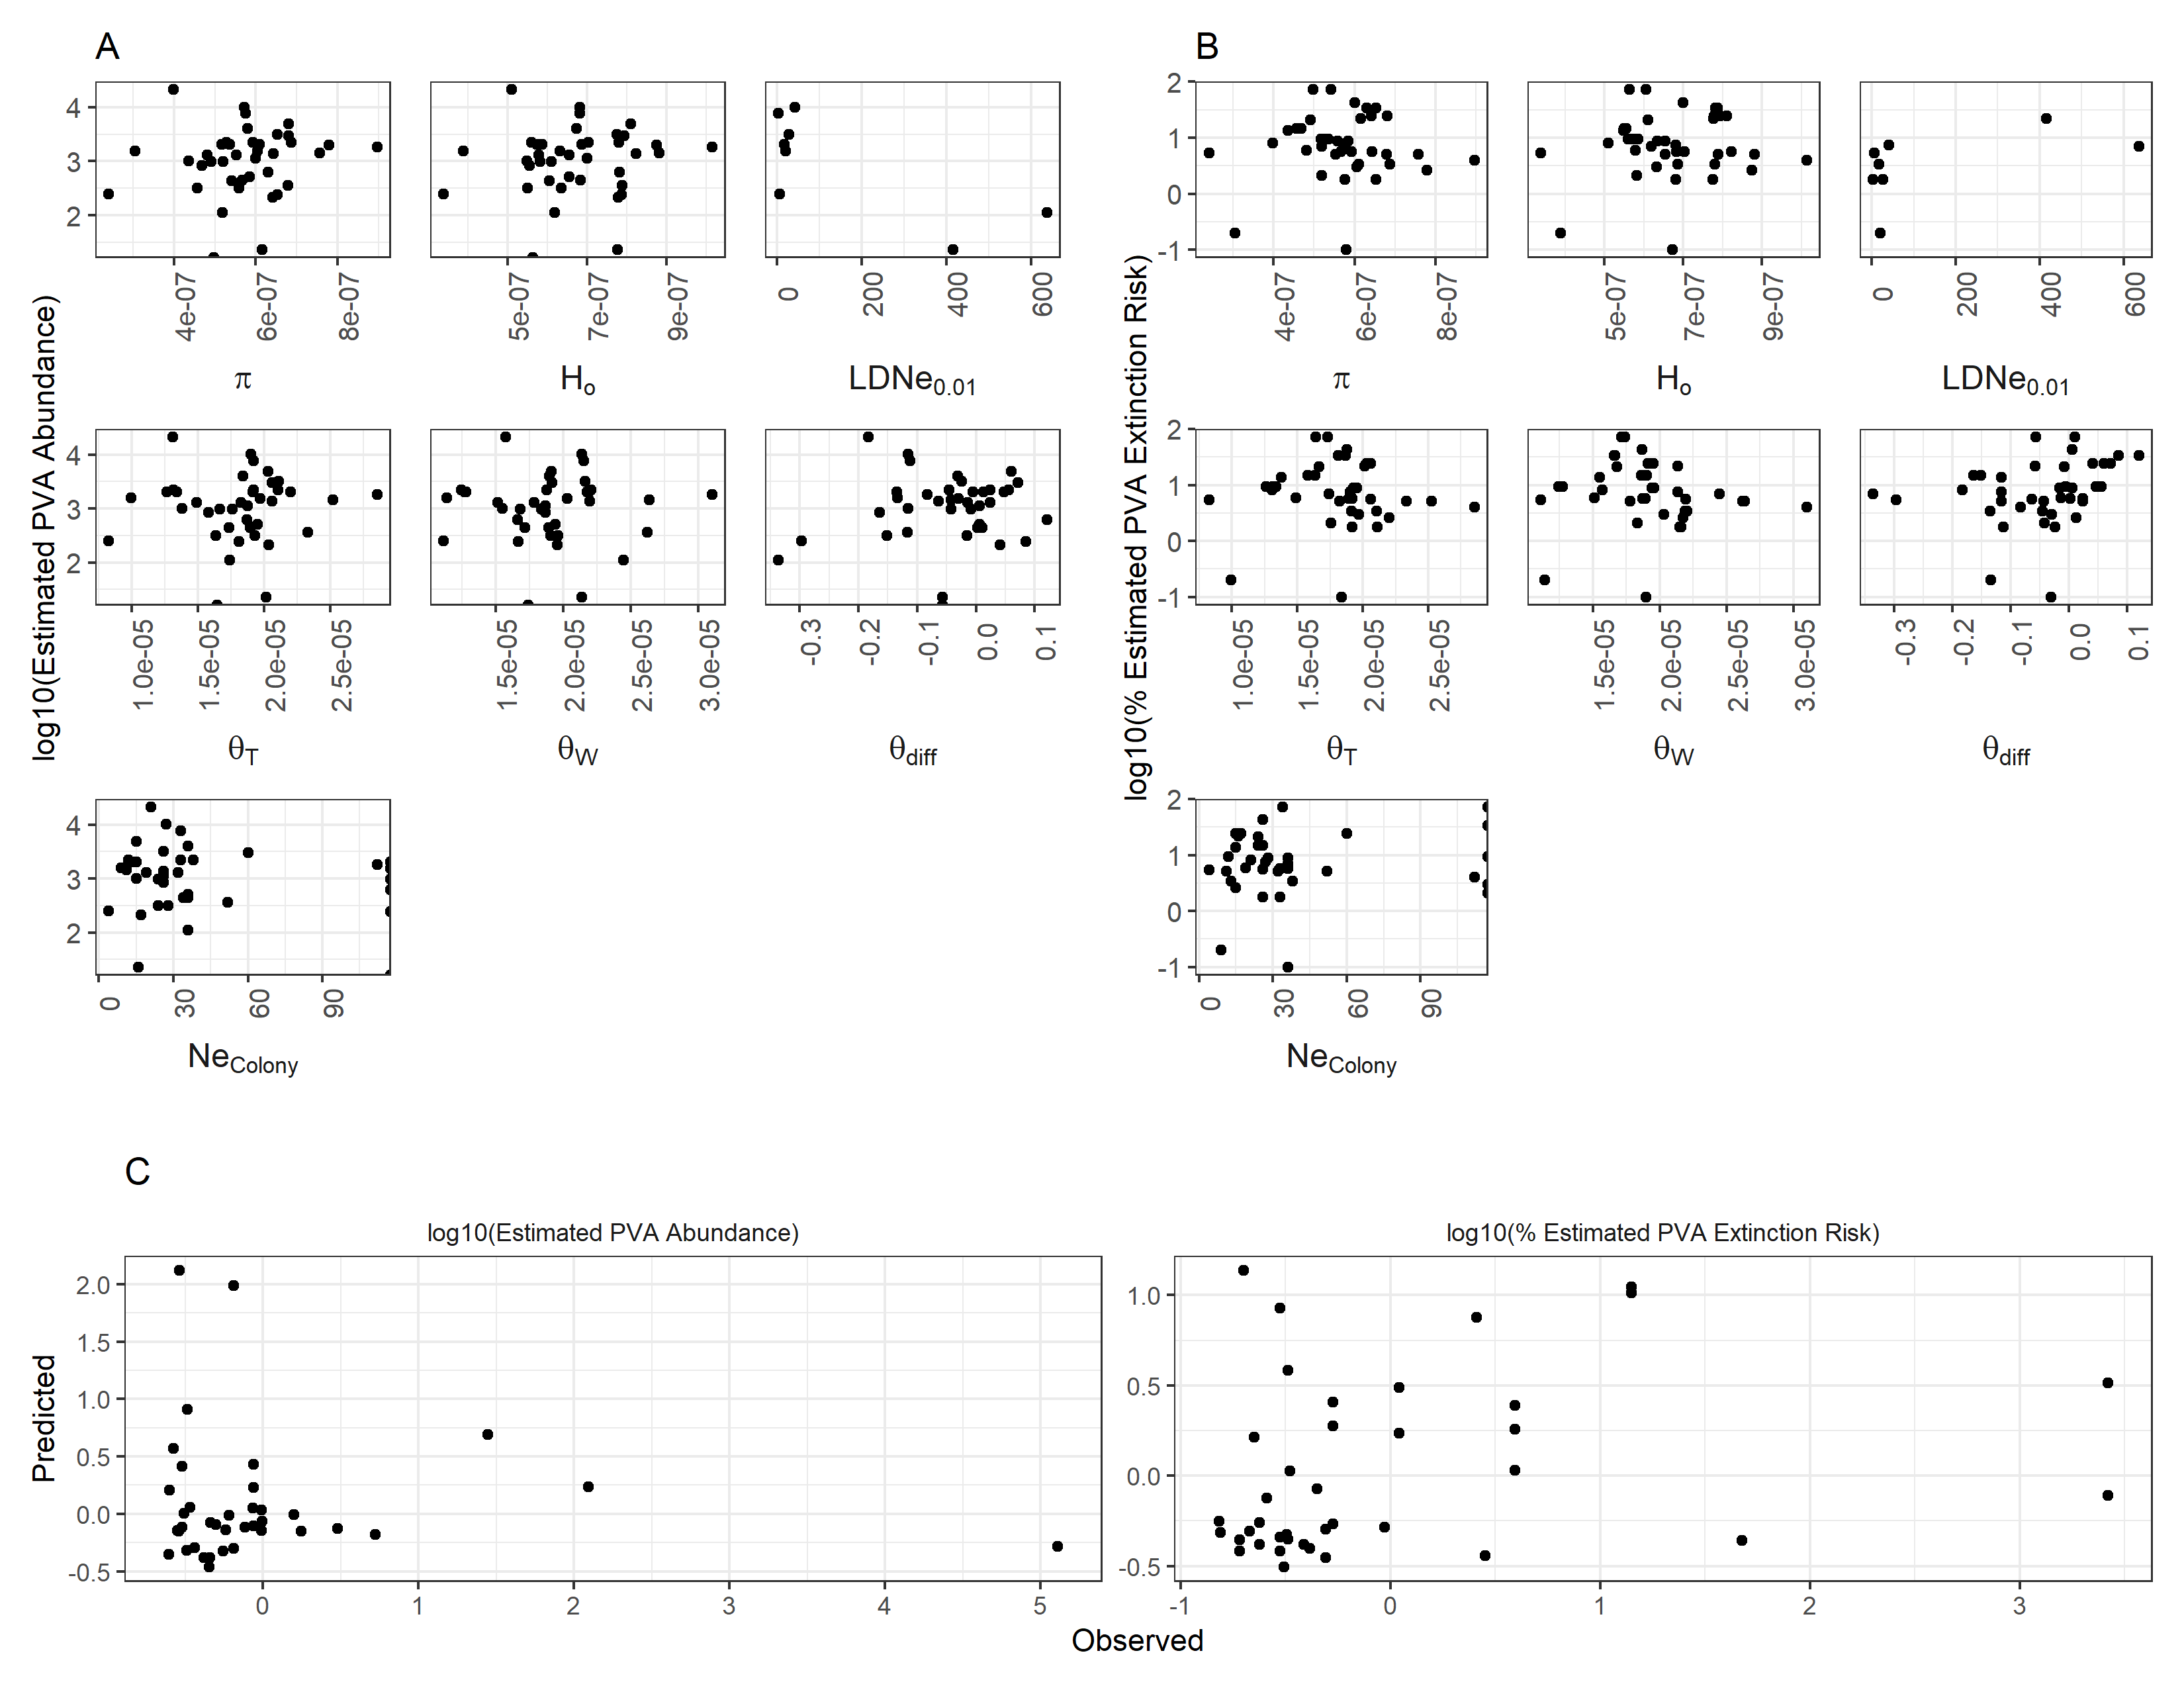 A
B
log10(Estimated PVA Abundance)
4
3
2
4e-07
6e-07
8e-07
π
5e-07
7e-07
9e-07
Ho
0
200
400
600
LDNe0.01
4
3
2
1.0e-05
1.5e-05
2.0e-05
2.5e-05
θT
1.5e-05
2.0e-05
2.5e-05
3.0e-05
θW
-0.3
-0.2
-0.1
0.0
0.1
θdiff
4
3
2
0
30
60
90
NeColony
log10(% Estimated PVA Extinction Risk)
2
1
0
-1
4e-07
6e-07
8e-07
π
5e-07
7e-07
9e-07
Ho
0
200
400
600
LDNe0.01
2
1
0
-1
1.0e-05
1.5e-05
2.0e-05
2.5e-05
θT
1.5e-05
2.0e-05
2.5e-05
3.0e-05
θW
-0.3
-0.2
-0.1
0.0
0.1
θdiff
2
1
0
-1
0
30
60
90
NeColony
C
log10(Estimated PVA Abundance)
log10(% Estimated PVA Extinction Risk)
Predicted
2.0
1.5
1.0
0.5
0.0
-0.5
0
1
2
3
4
5
1.0
0.5
0.0
-0.5
-1
0
1
2
3
Observed